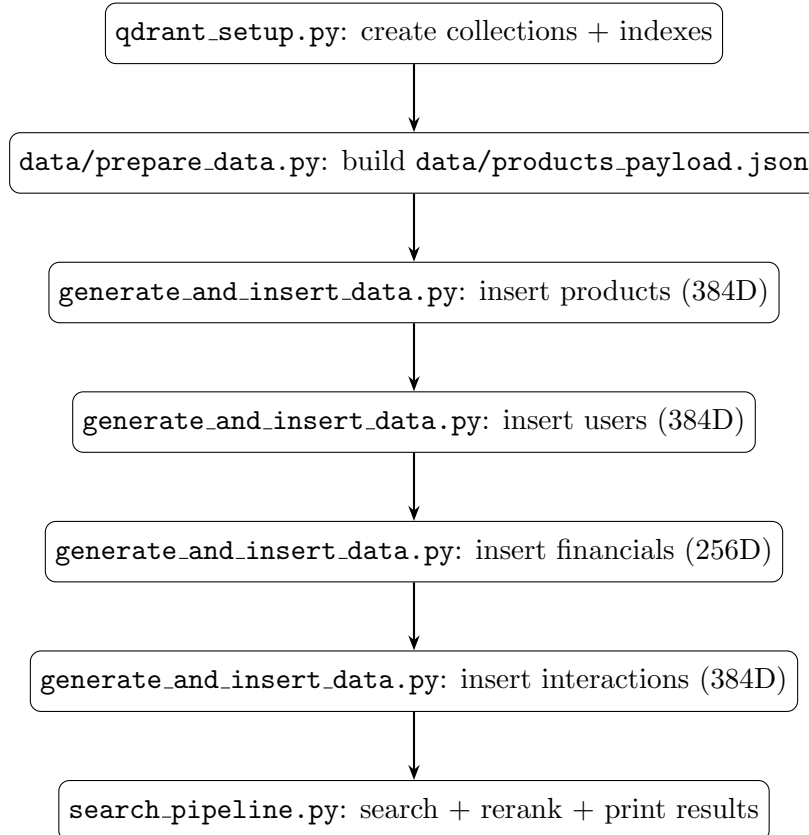 qdrant_setup.py: create collections + indexes
data/prepare_data.py: build data/products_payload.json
generate_and_insert_data.py: insert products (384D)
generate_and_insert_data.py: insert users (384D)
generate_and_insert_data.py: insert financials (256D)
generate_and_insert_data.py: insert interactions (384D)
search_pipeline.py: search + rerank + print results